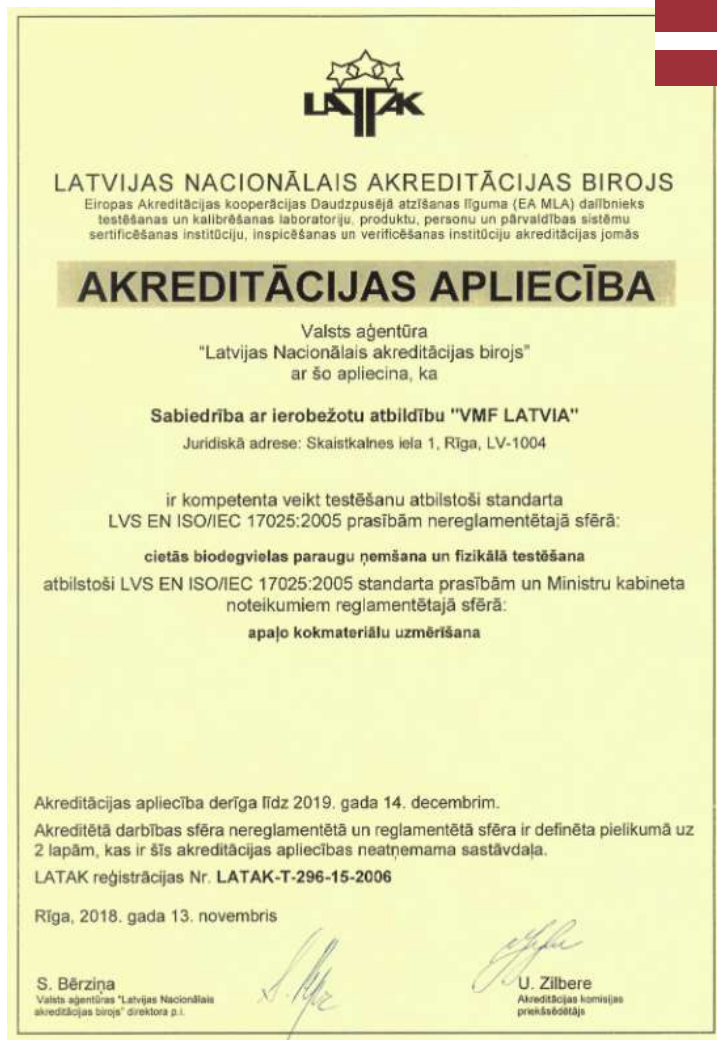 LATAK
LATVIJAS NACIONĀLAIS AKREDITĀCIJAS BIROJS
Eiropas Akreditācijas kooperācijas Daudzpusējā atzīšanas līguma (EA MLA) dalībnieks
testēšanas un kalibrēšanas laboratoriju, produktu, personu un pārvaldības sistēmu
sertificēšanas institūciju, inspicēšanas un verificēšanas institūciju akreditācijas jomās
AKREDITĀCIJAS APLIECĪBA
Valsts aģentūra
"Latvijas Nacionālais akreditācijas birojs"
ar šo apliecina, ka
Sabiedrība ar ierobežotu atbildību "VMF LATVIA"
Juridiskā adrese: Skaistkalnes iela 1, Rīga, LV-1004
ir kompetenta veikt testēšanu atbilstoši standarta
LVS EN ISO/IEC 17025:2005 prasībām nereglamentētajā sfērā:
cietās biodegvielas paraugu ņemšana un fizikālā testēšana
atbilstoši LVS EN ISO/IEC 17025:2005 standarta prasībām un Ministru kabineta
noteikumiem reglamentētajā sfērā:
apaļo kokmateriālu uzmērīšana
Akreditācijas apliecība derīga līdz 2019. gada 14. decembrim.
Akreditētā darbības sfēra nereglamentētā un reglamentētā sfērā ir definēta pielikumā uz
2 lapām, kas ir šīs akreditācijas apliecības neatņemama sastāvdaļa.
LATAK reģistrācijas Nr. LATAK-T-296-15-2006
Rīga, 2018. gada 13. novembris
S. Bērziņa
Valsts aģentūras "Latvijas Nacionālais
akreditācijas birojs" direktora p.i.
U. Zilbere
Akreditācijas komisijas
priekšsēdētājs